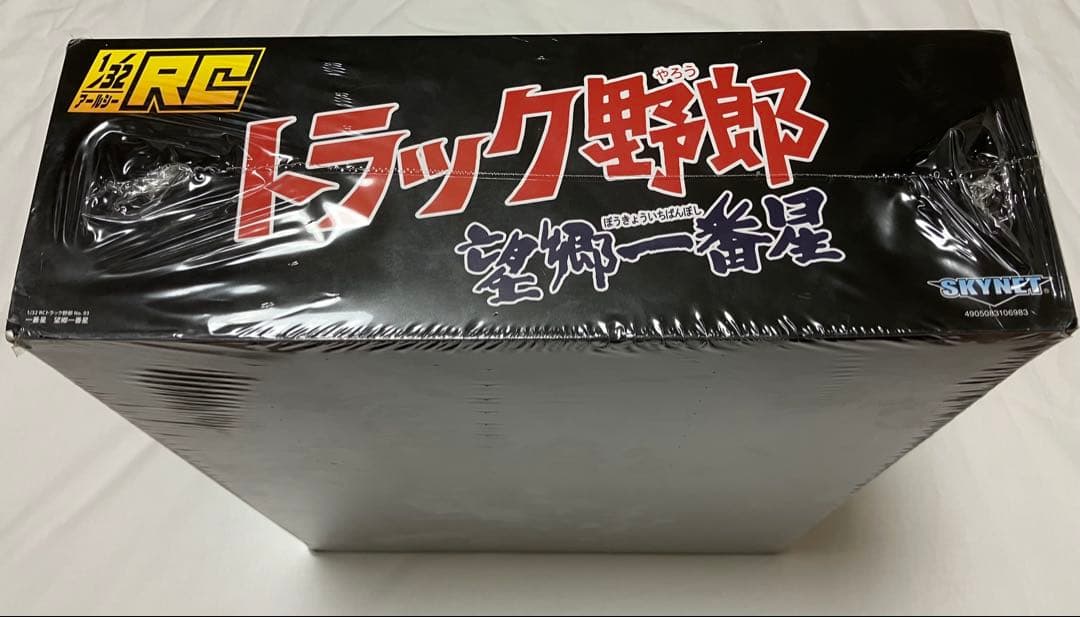 1/32
アールシー
RC
やろう
トラック野郎
ぼうきょういちばんぼし
望郷一番星
SKYNET
4905083106983
1/32 RCトラック野郎 No. 03
一番星 望郷一番星